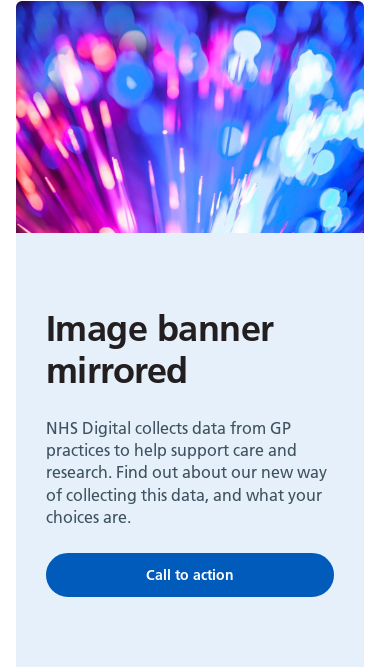 Image banner
mirrored
NHS Digital collects data from GP
practices to help support care and
research. Find out about our new way
of collecting this data, and what your
choices are.
Call to action